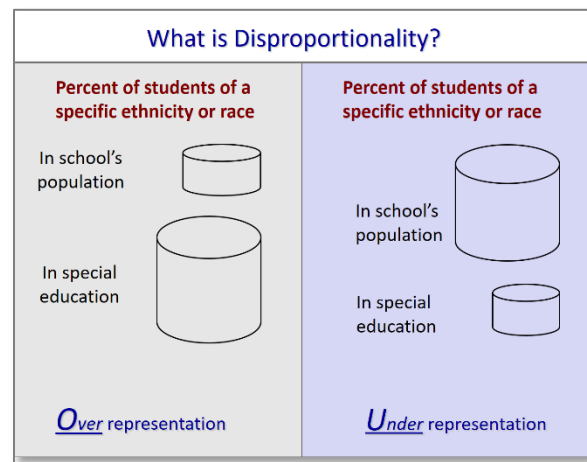 What is Disproportionality?
Percent of students of a
specific ethnicity or race
In school's
population
In special
education
Over representation
Percent of students of a
specific ethnicity or race
In school's
population
In special
education
Under representation